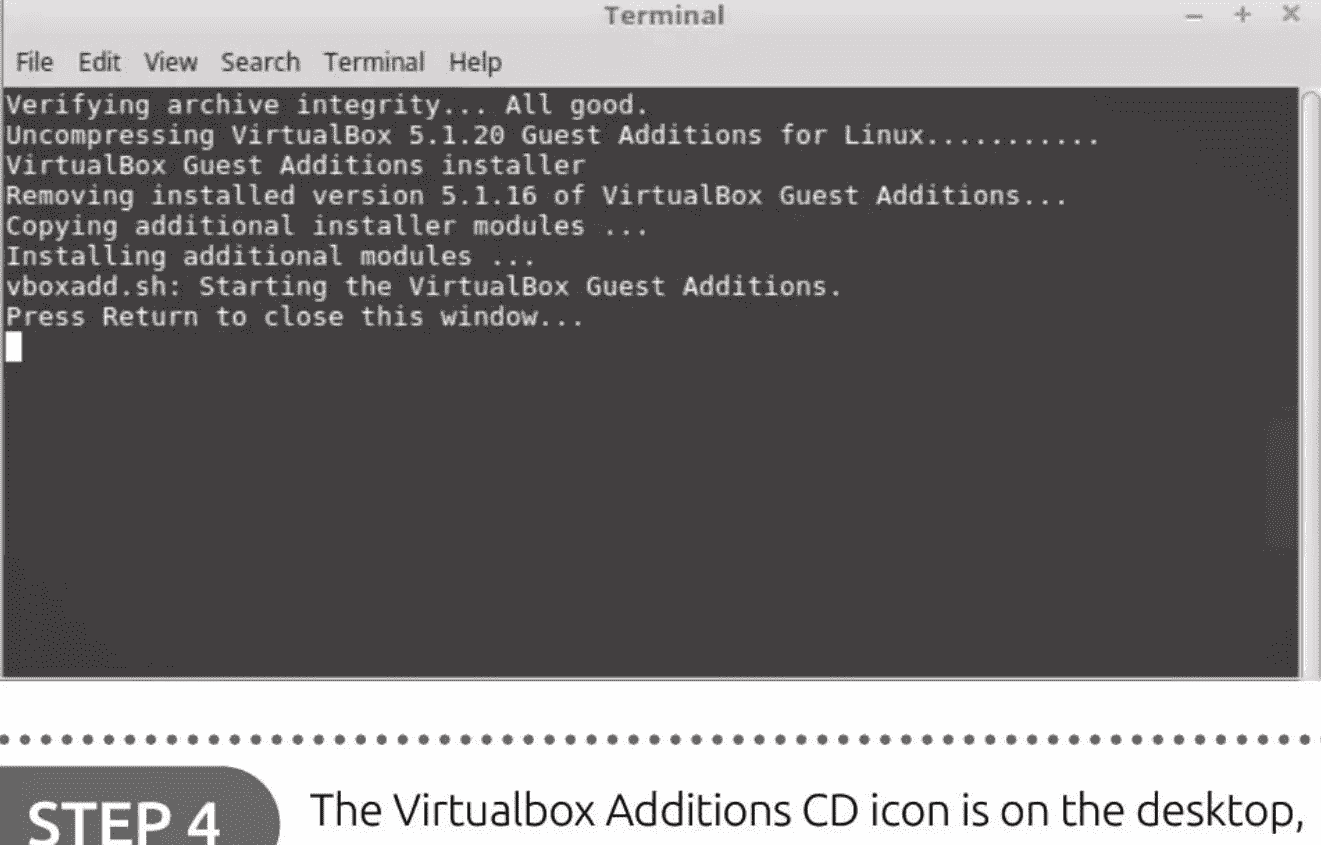 Terminal
File Edit View Search Terminal Help
Verifying archive integrity... All good.
Uncompressing VirtualBox 5.1.20 Guest Additions for Linux...........
VirtualBox Guest Additions installer
Removing installed version 5.1.16 of VirtualBox Guest Additions...
Copying additional installer modules ...
Installing additional modules ...
vboxadd.sh: Starting the VirtualBox Guest Additions.
Press Return to close this window...
STEP 4
The Virtualbox Additions CD icon is on the desktop,